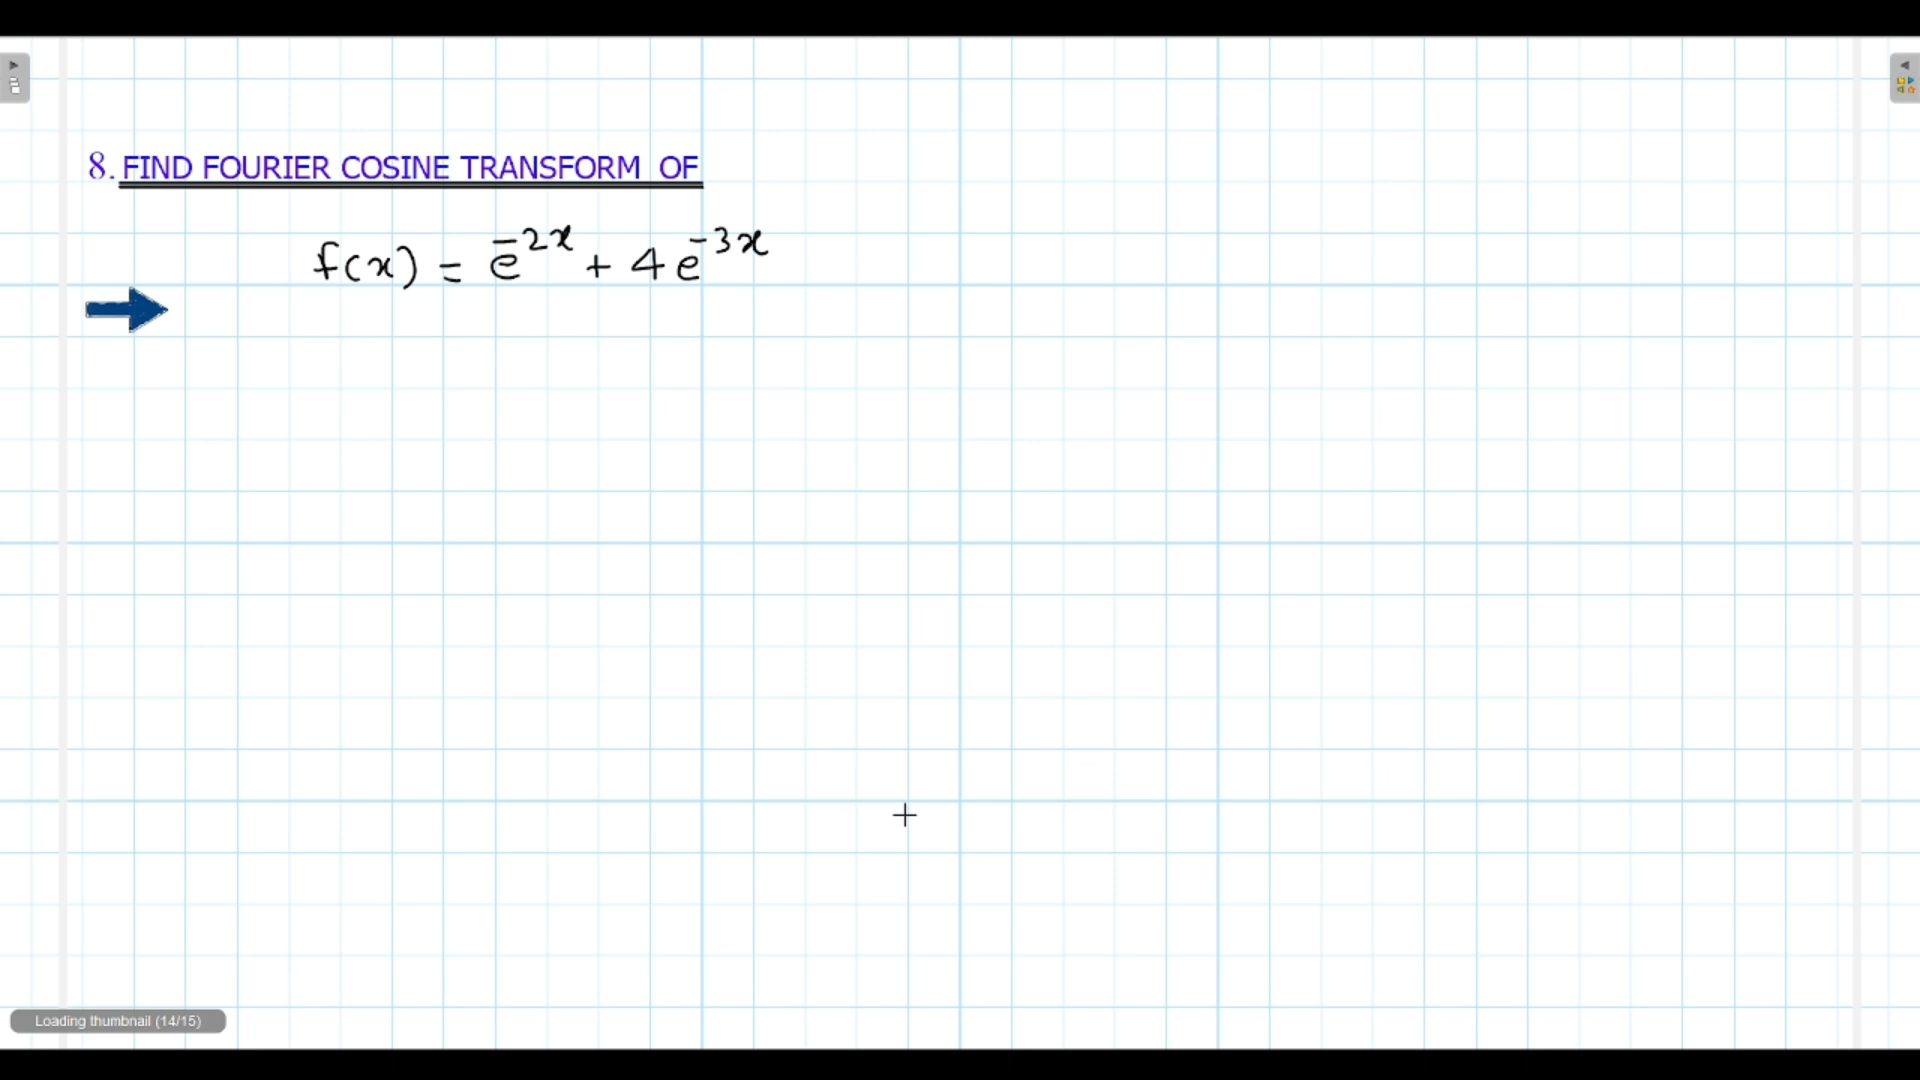 8. FIND FOURIER COSINE TRANSFORM OF
f(x) = e^{-2x} + 4e^{-3x}
Loading thumbnail (14/15)